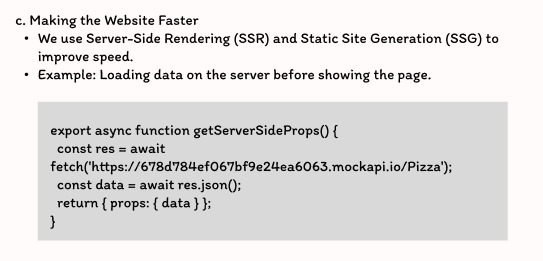 c. Making the Website Faster
• We use Server-Side Rendering (SSR) and Static Site Generation (SSG) to
improve speed.
• Example: Loading data on the server before showing the page.
export async function getServerSideProps() {
const res = await
fetch('https://678d784ef067bf9e24ea6063.mockapi.io/Pizza');
const data = await res.json();
return { props: { data } };
}